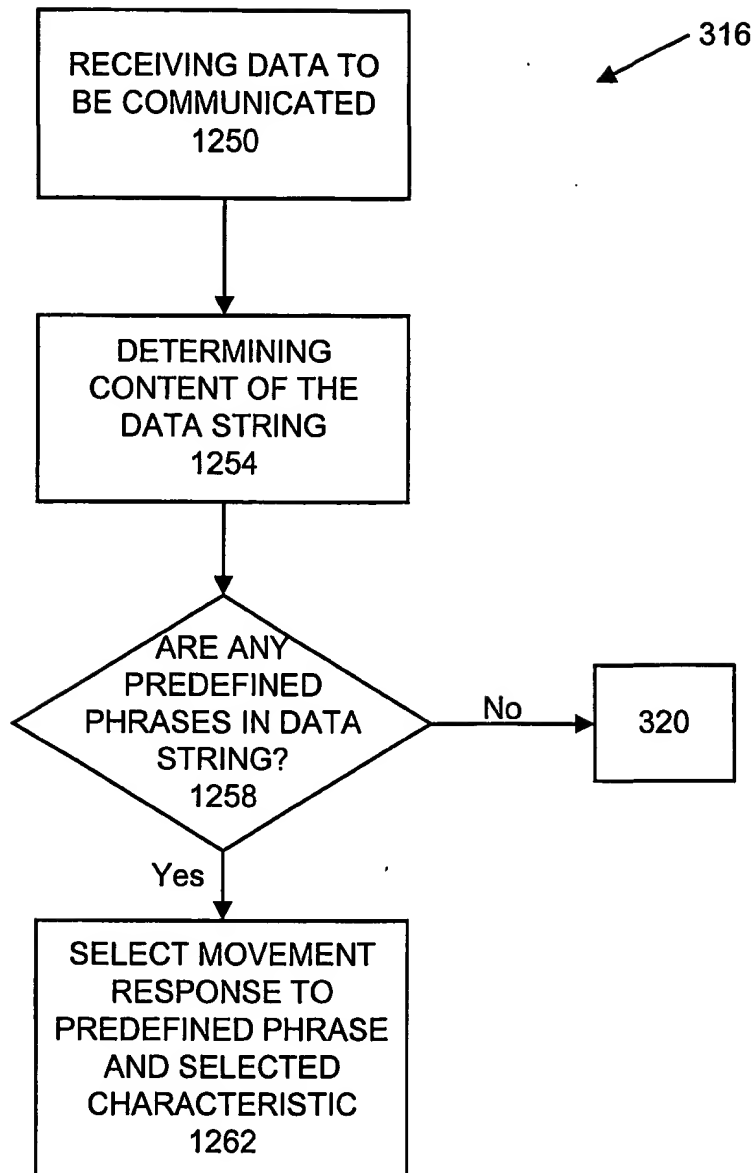 316
RECEIVING DATA TO
BE COMMUNICATED
1250
DETERMINING
CONTENT OF THE
DATA STRING
1254
ARE ANY
PREDEFINED
PHRASES IN DATA
STRING?
1258
No
320
Yes
SELECT MOVEMENT
RESPONSE TO
PREDEFINED PHRASE
AND SELECTED
CHARACTERISTIC
1262